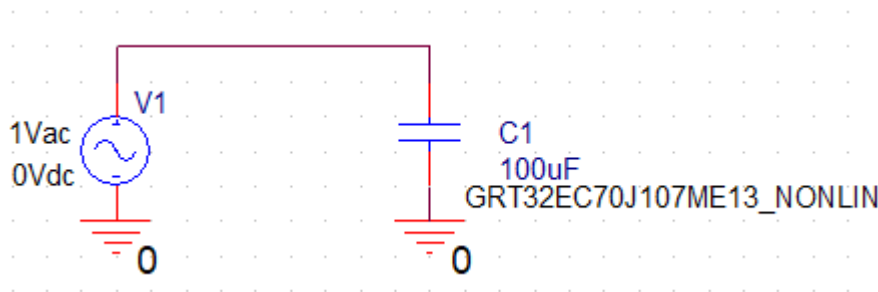 V1
1Vac
0Vdc
C1
100uF
GRT32EC70J107ME13_NONLIN
0
0